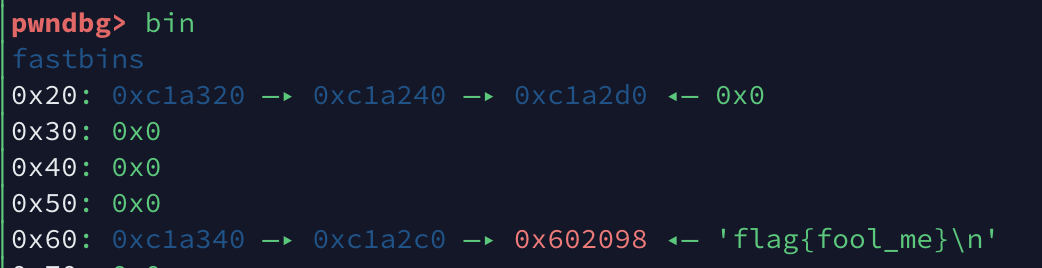 pwndbg> bin
fastbins
0x20: 0xc1a320 —▸ 0xc1a240 —▸ 0xc1a2d0 ◂— 0x0
0x30: 0x0
0x40: 0x0
0x50: 0x0
0x60: 0xc1a340 —▸ 0xc1a2c0 —▸ 0x602098 ◂— 'flag{fool_me}\n'